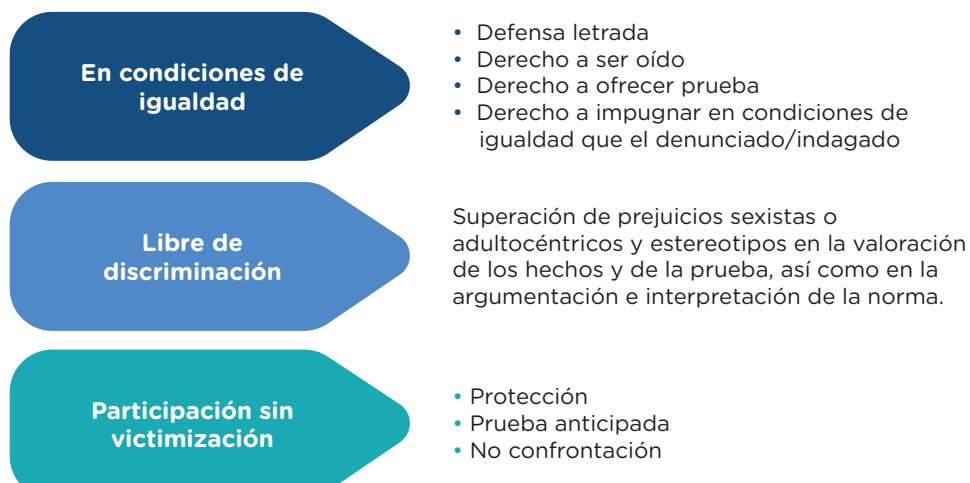 En condiciones de
igualdad
• Defensa letrada
• Derecho a ser oído
• Derecho a ofrecer prueba
• Derecho a impugnar en condiciones de
igualdad que el denunciado/indagado
Libre de
discriminación
Superación de prejuicios sexistas o
adultocéntricos y estereotipos en la valoración
de los hechos y de la prueba, así como en la
argumentación e interpretación de la norma.
Participación sin
victimización
• Protección
• Prueba anticipada
• No confrontación